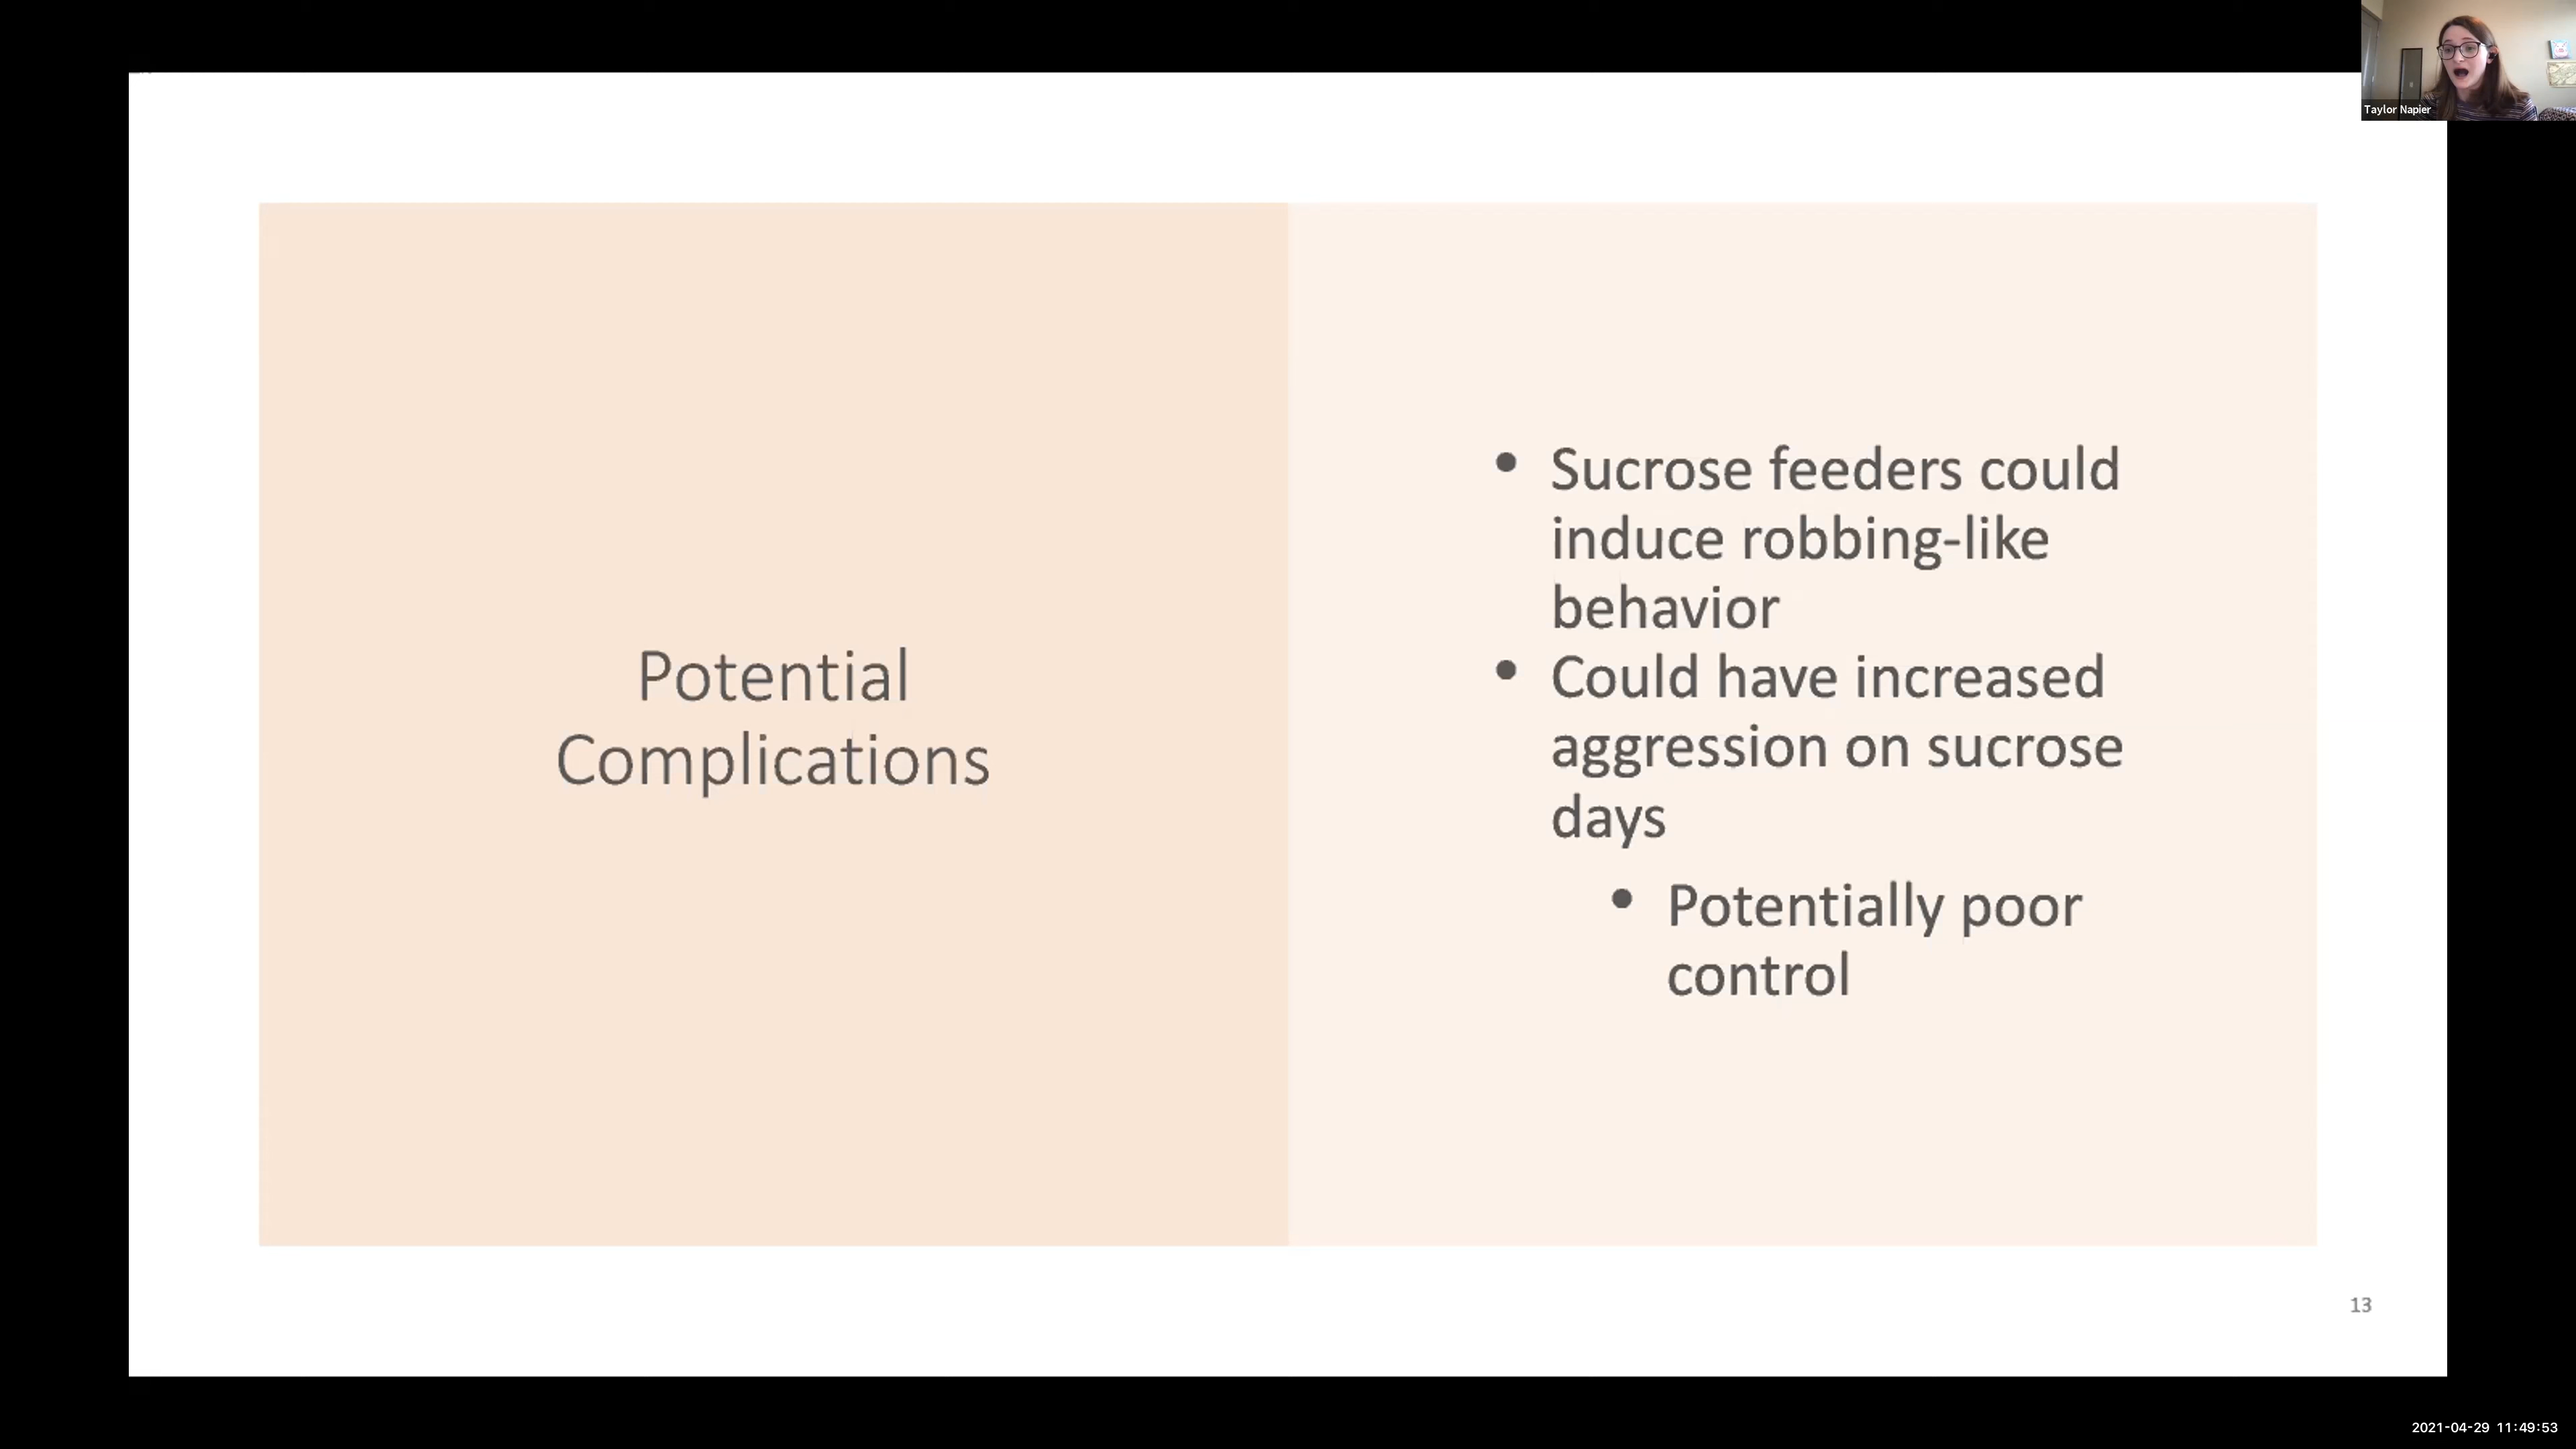 Taylor Napier
Potential
Complications
• Sucrose feeders could
induce robbing-like
behavior
• Could have increased
aggression on sucrose
days
• Potentially poor
control
13
2021-04-29 11:49:53